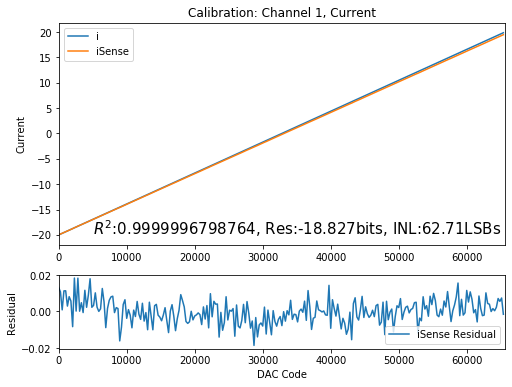 Calibration: Channel 1, Current
20
15
10
5
0
−5
−10
−15
−20
Current
i
iSense
R²:0.9999996798764, Res:-18.827bits, INL:62.71LSBs
0 10000 20000 30000 40000 50000 60000
0.02
0.00
−0.02
Residual
iSense Residual
0 10000 20000 30000 40000 50000 60000
DAC Code